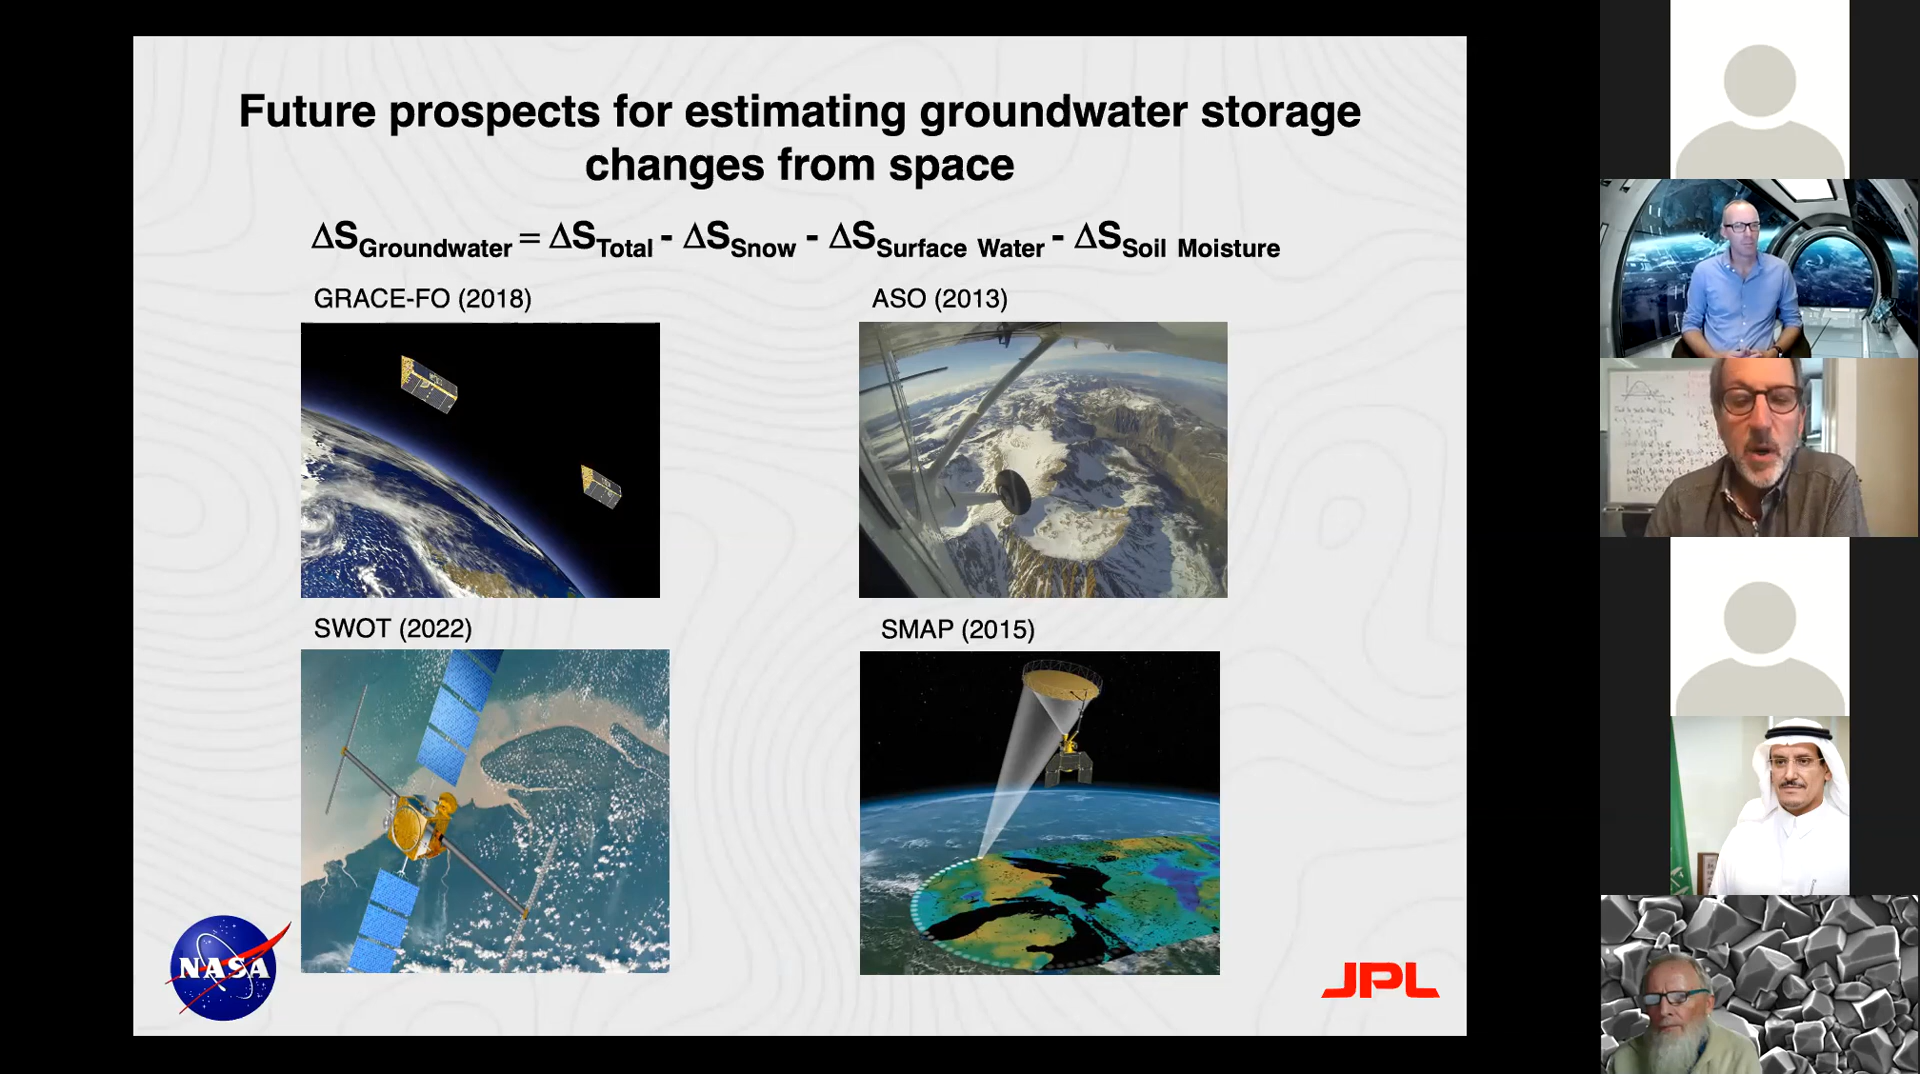 Future prospects for estimating groundwater storage
changes from space
ΔS_Groundwater = ΔS_Total - ΔS_Snow - ΔS_Surface Water - ΔS_Soil Moisture
GRACE-FO (2018)
ASO (2013)
SWOT (2022)
SMAP (2015)
NASA
JPL